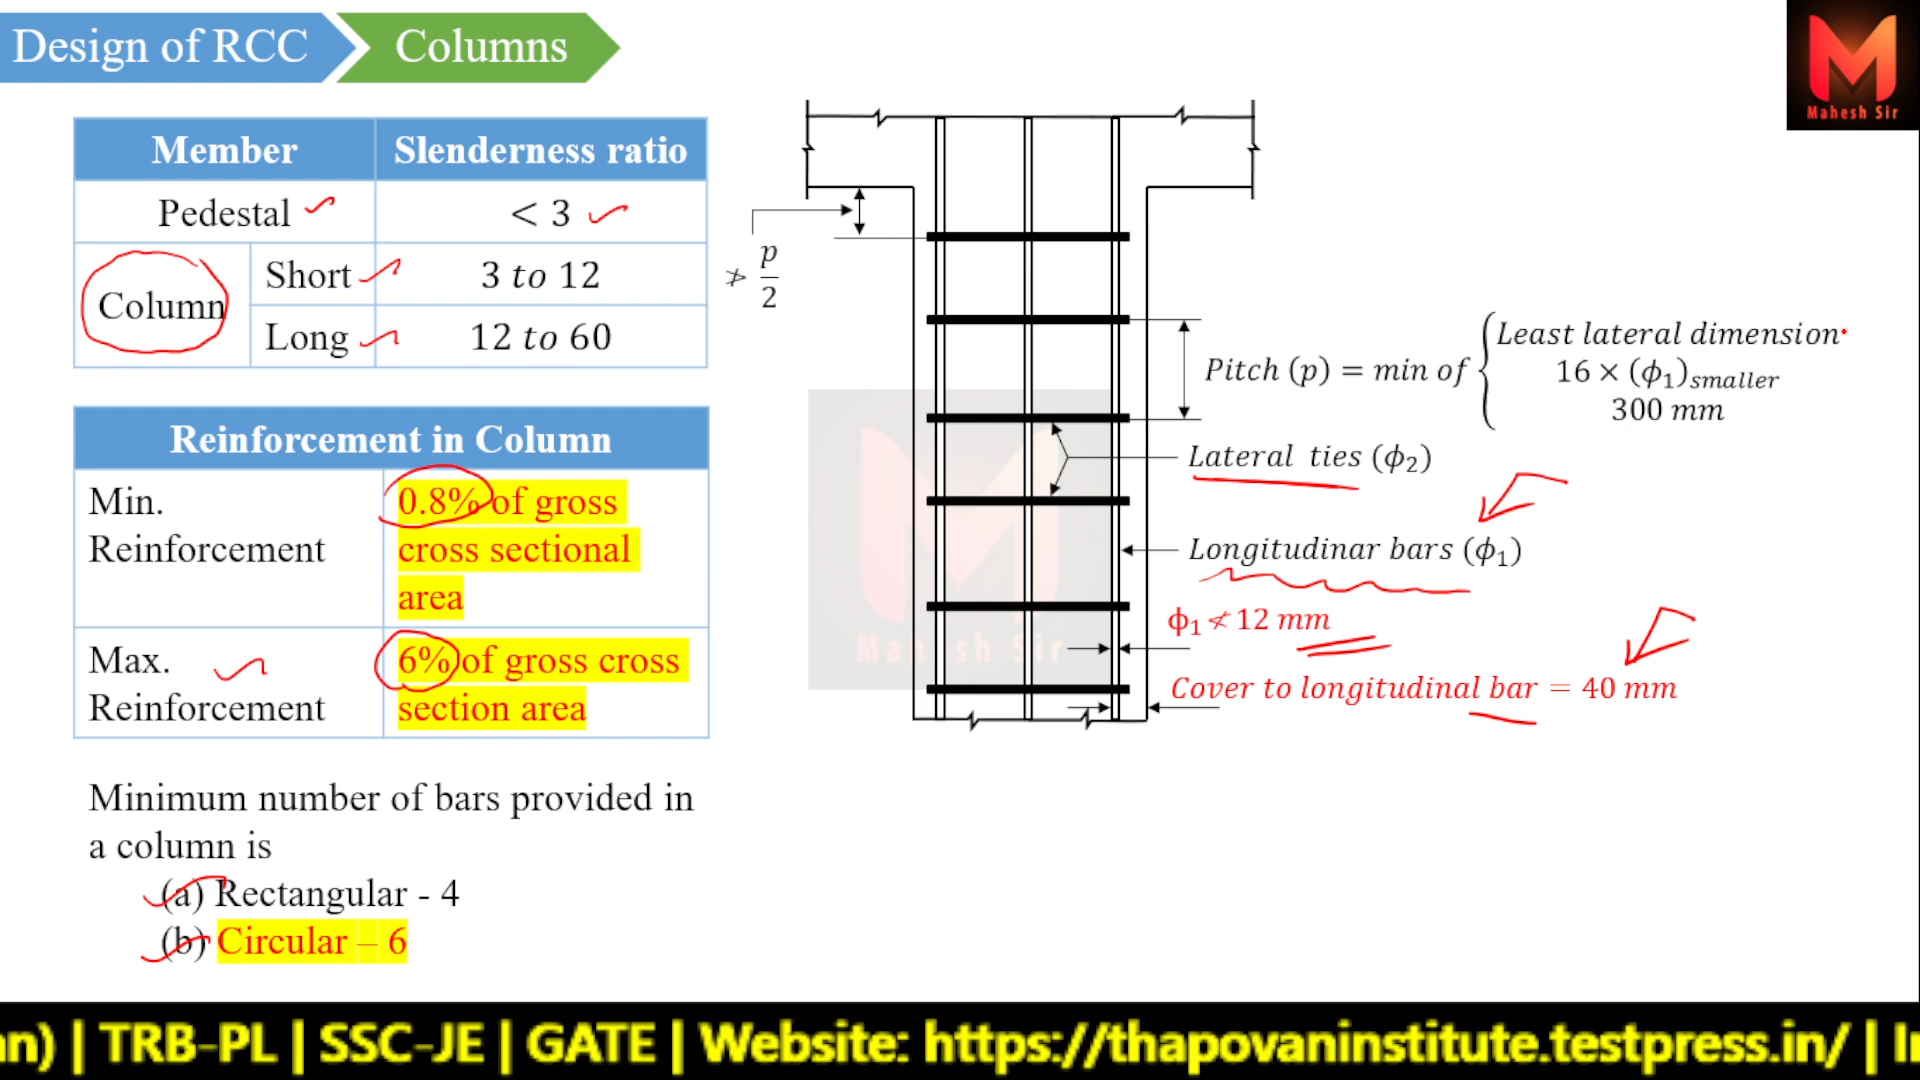 Design of RCC
Columns
Mahesh Sir
Member
Slenderness ratio
Pedestal
< 3
Column
Short
3 to 12
Long
12 to 60
Reinforcement in Column
Min.
Reinforcement
0.8% of gross
cross sectional
area
Max.
Reinforcement
6% of gross cross
section area
Minimum number of bars provided in
a column is
(a) Rectangular - 4
(b) Circular – 6
≯ p/2
Pitch (p) = min of { Least lateral dimension
16 × (ϕ₁)smaller
300 mm
Lateral ties (ϕ₂)
Longitudinar bars (ϕ₁)
ϕ₁ ≮ 12 mm
Cover to longitudinal bar = 40 mm
Mahesh Sir
an) | TRB-PL | SSC-JE | GATE | Website: https://thapovaninstitute.testpress.in/ | I